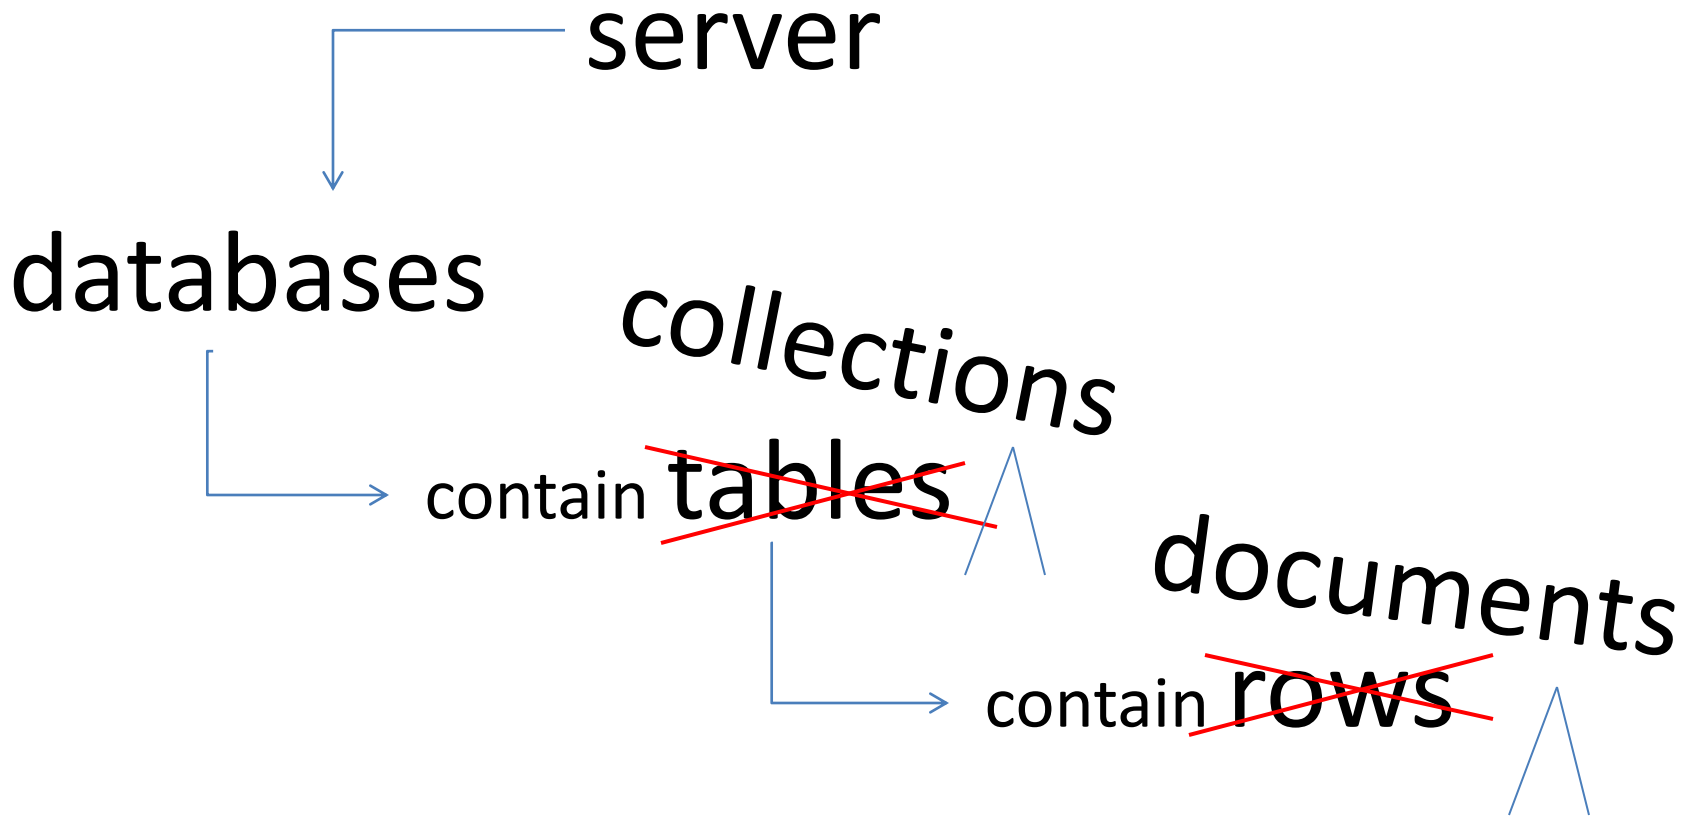 server
databases
collections
contain tables
documents
contain rows